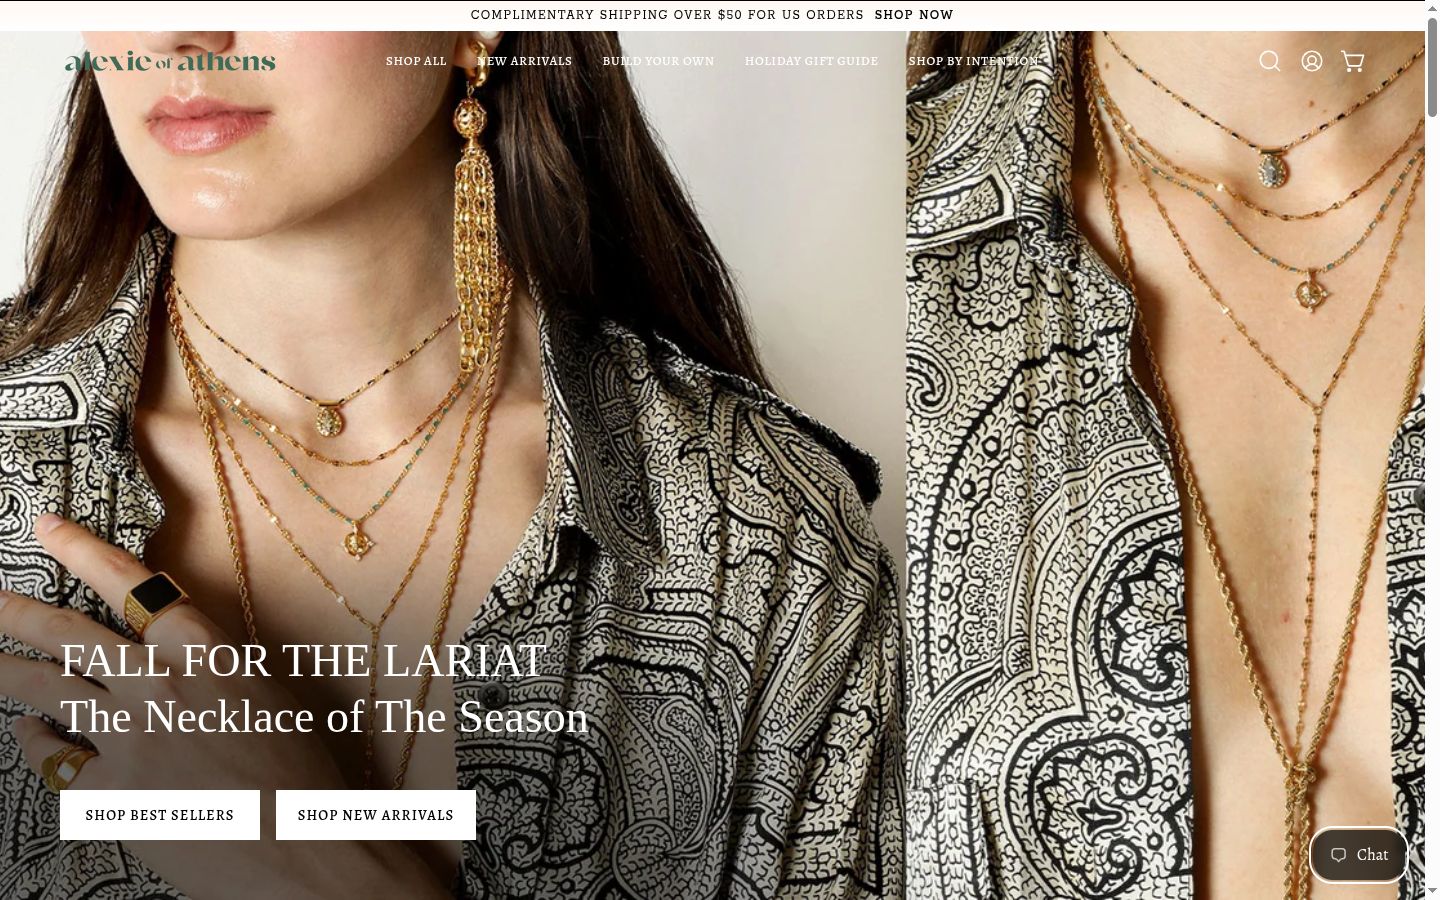 COMPLIMENTARY SHIPPING OVER $50 FOR US ORDERS SHOP NOW
alexie of athens
SHOP ALL NEW ARRIVALS BUILD YOUR OWN HOLIDAY GIFT GUIDE SHOP BY INTENTION
FALL FOR THE LARIAT
The Necklace of The Season
SHOP BEST SELLERS SHOP NEW ARRIVALS
Chat